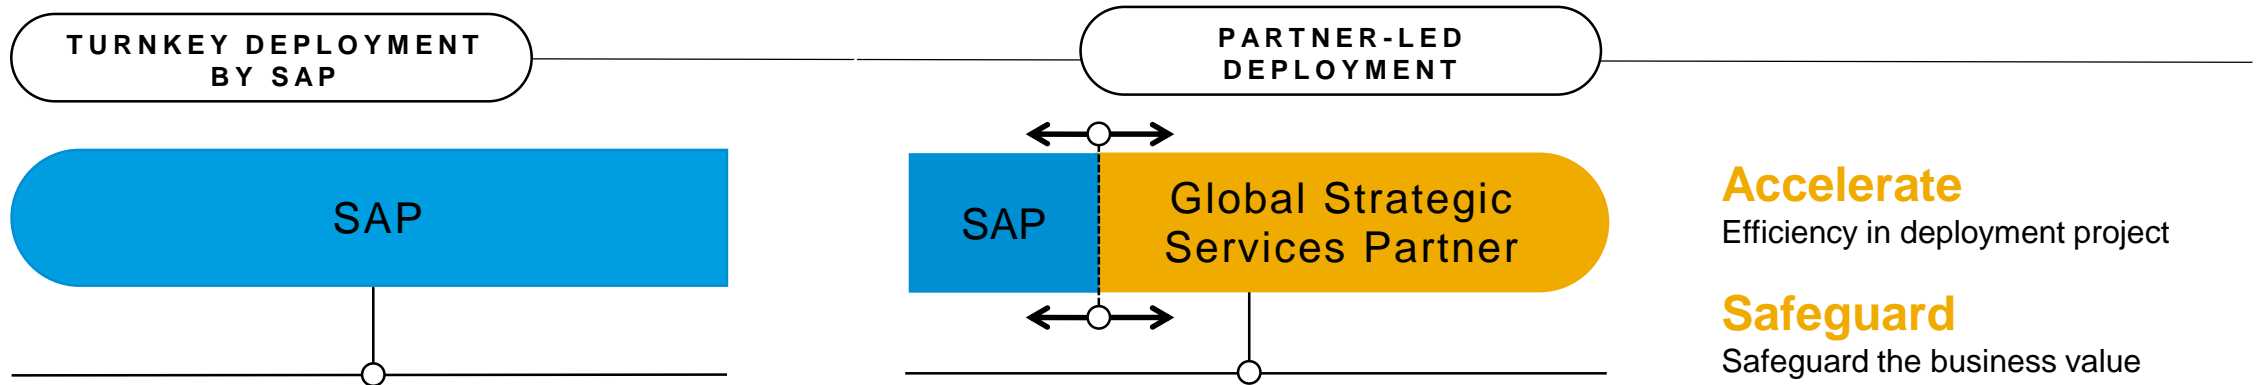 TURNKEY DEPLOYMENT
BY SAP
PARTNER-LED
DEPLOYMENT
SAP
SAP
Global Strategic
Services Partner
Accelerate
Efficiency in deployment project
Safeguard
Safeguard the business value